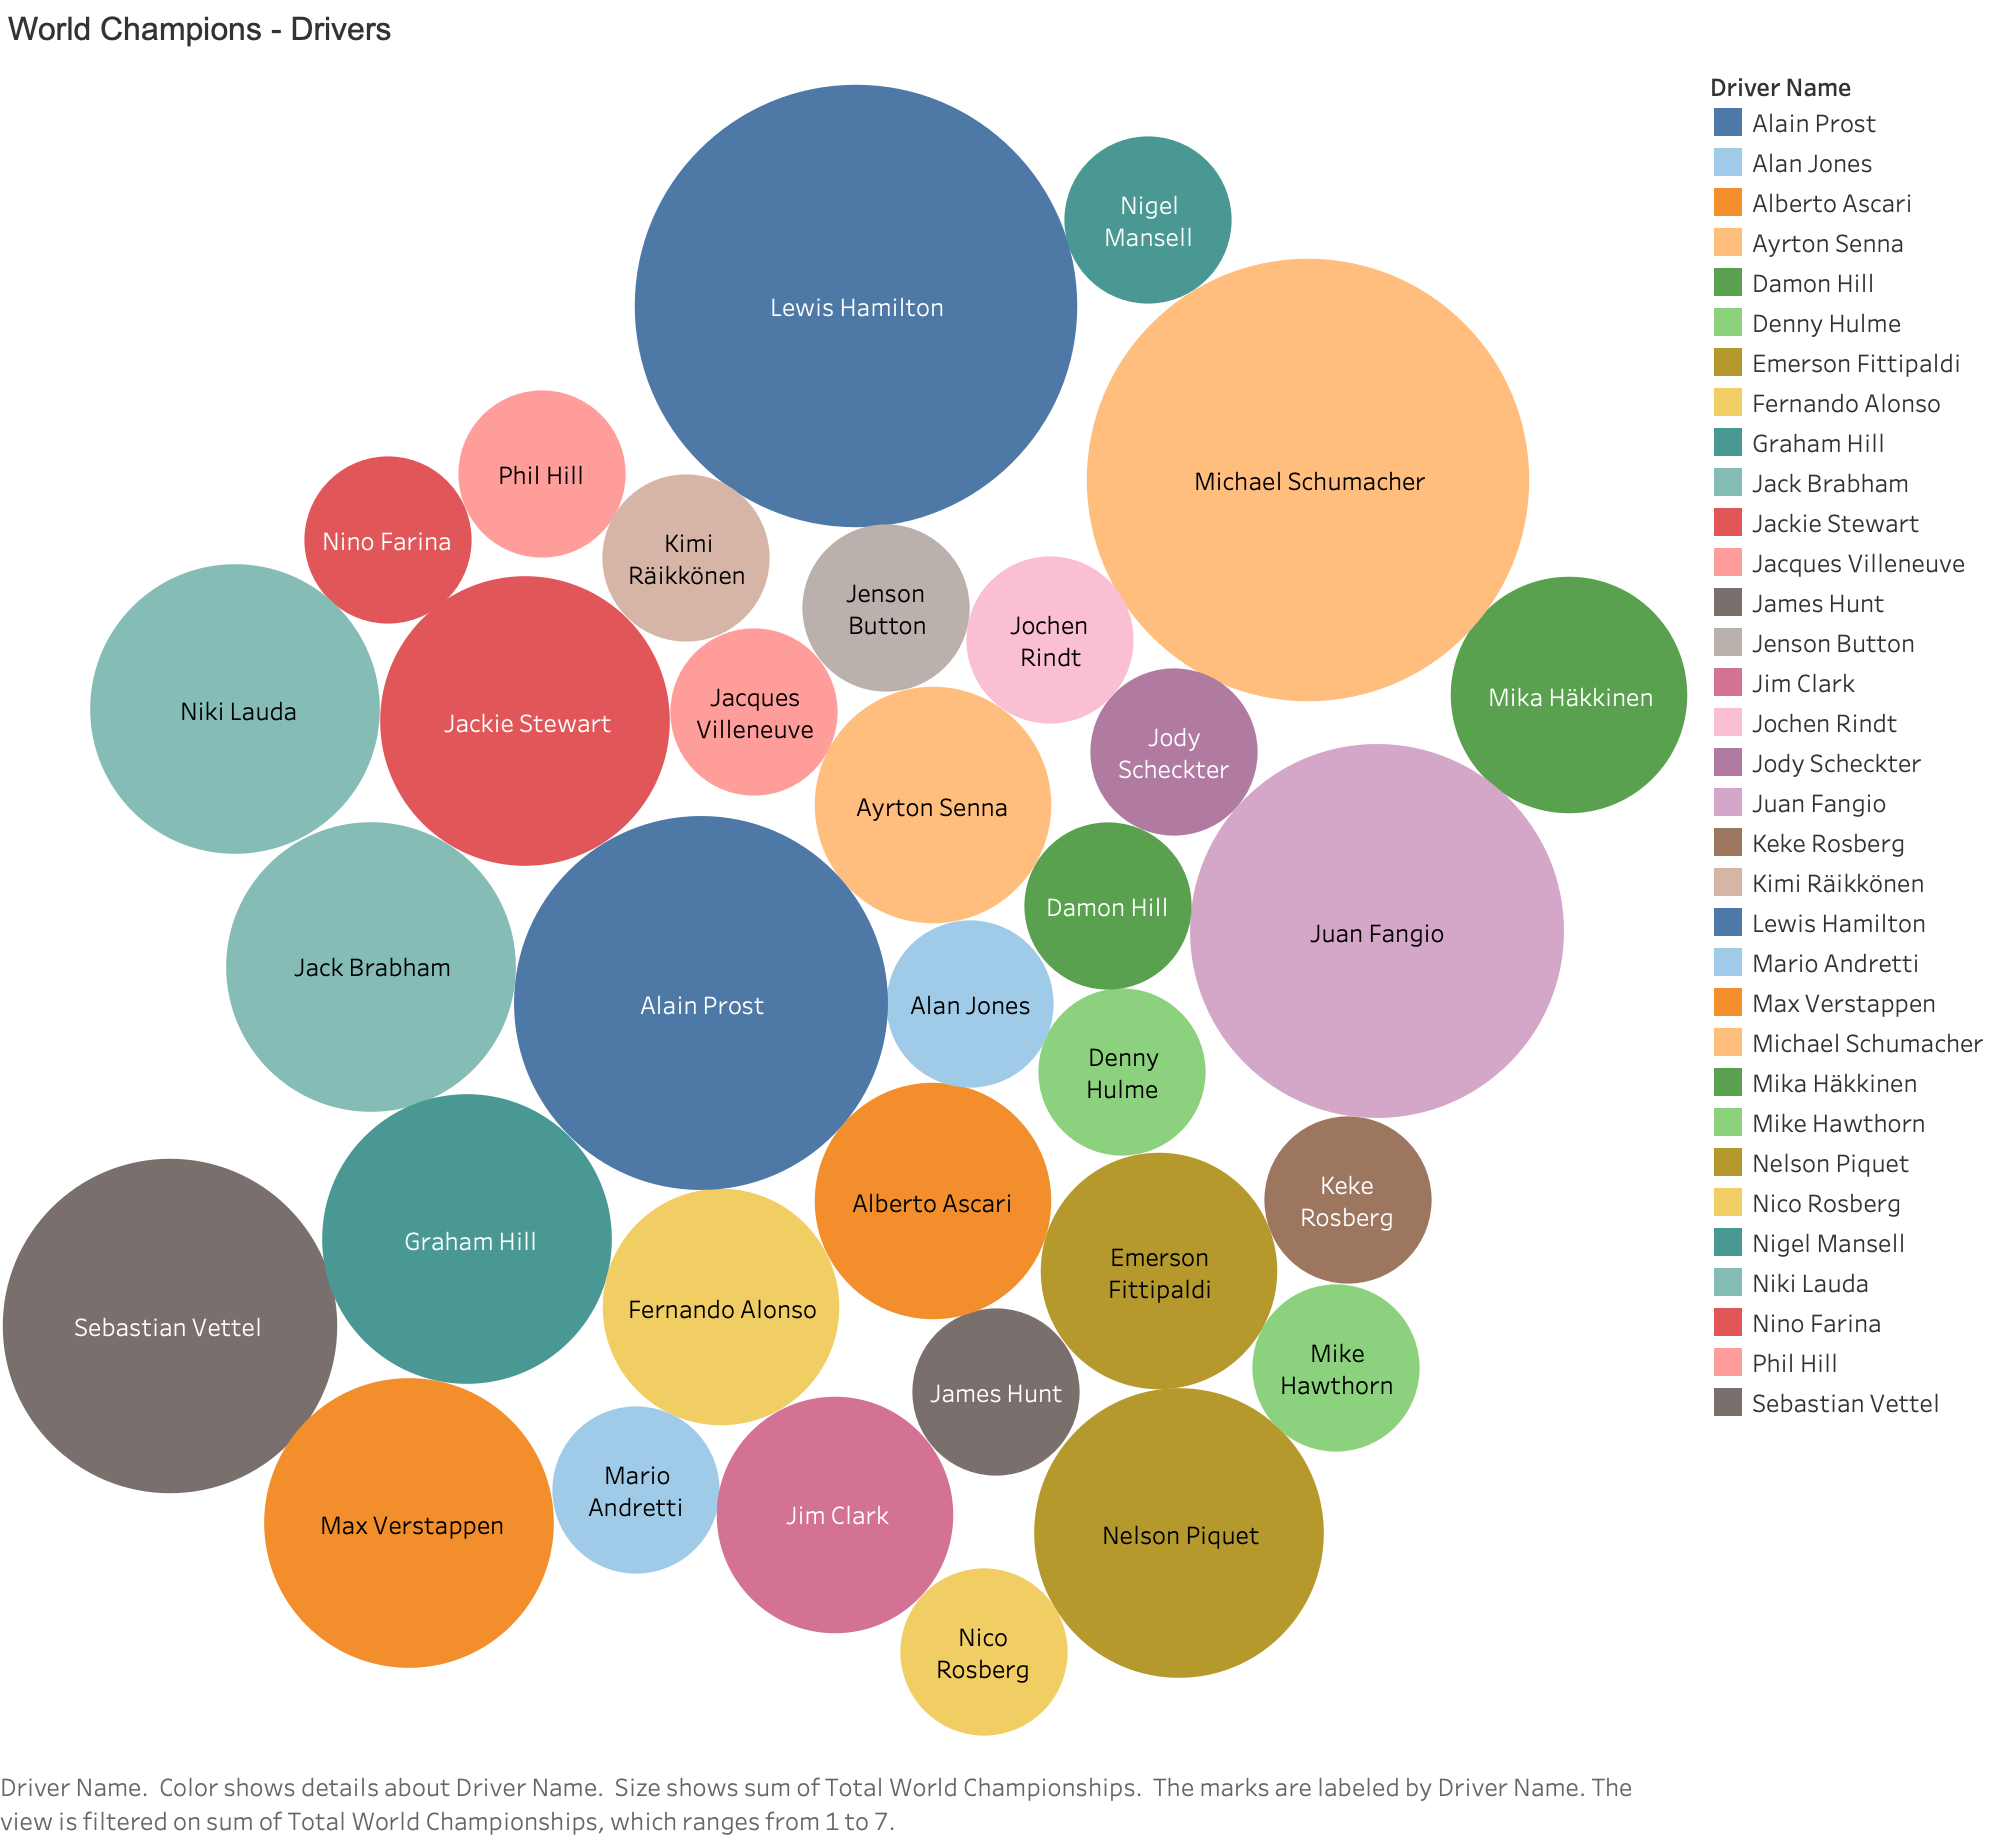 World Champions - Drivers
Lewis Hamilton
Nigel
Mansell
Michael Schumacher
Phil Hill
Nino Farina
Kimi
Räikkönen
Jenson
Button
Jochen
Rindt
Mika Häkkinen
Niki Lauda
Jackie Stewart
Jacques
Villeneuve
Jody
Scheckter
Ayrton Senna
Damon Hill
Juan Fangio
Jack Brabham
Alain Prost
Alan Jones
Denny
Hulme
Alberto Ascari
Keke
Rosberg
Graham Hill
Emerson
Fittipaldi
Fernando Alonso
Sebastian Vettel
Mike
Hawthorn
James Hunt
Mario
Andretti
Jim Clark
Max Verstappen
Nelson Piquet
Nico
Rosberg
Driver Name
Alain Prost
Alan Jones
Alberto Ascari
Ayrton Senna
Damon Hill
Denny Hulme
Emerson Fittipaldi
Fernando Alonso
Graham Hill
Jack Brabham
Jackie Stewart
Jacques Villeneuve
James Hunt
Jenson Button
Jim Clark
Jochen Rindt
Jody Scheckter
Juan Fangio
Keke Rosberg
Kimi Räikkönen
Lewis Hamilton
Mario Andretti
Max Verstappen
Michael Schumacher
Mika Häkkinen
Mike Hawthorn
Nelson Piquet
Nico Rosberg
Nigel Mansell
Niki Lauda
Nino Farina
Phil Hill
Sebastian Vettel
Driver Name.  Color shows details about Driver Name.  Size shows sum of Total World Championships.  The marks are labeled by Driver Name. The
view is filtered on sum of Total World Championships, which ranges from 1 to 7.